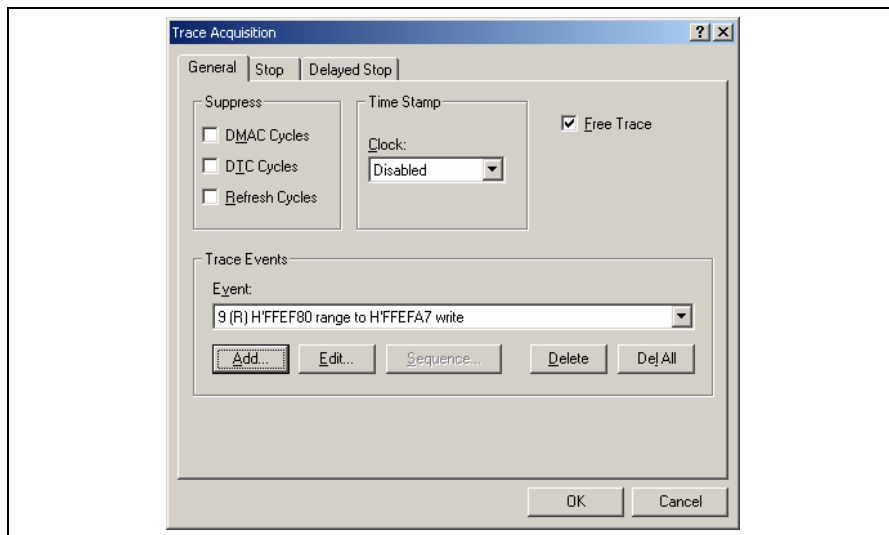 Trace Acquisition
General Stop Delayed Stop
Suppress
DMAC Cycles
DTC Cycles
Refresh Cycles
Time Stamp
Clock:
Disabled
Free Trace
Trace Events
Event:
9 (R) H'FFEF80 range to H'FFEFA7 write
Add... Edit... Sequence... Delete Del All
OK Cancel